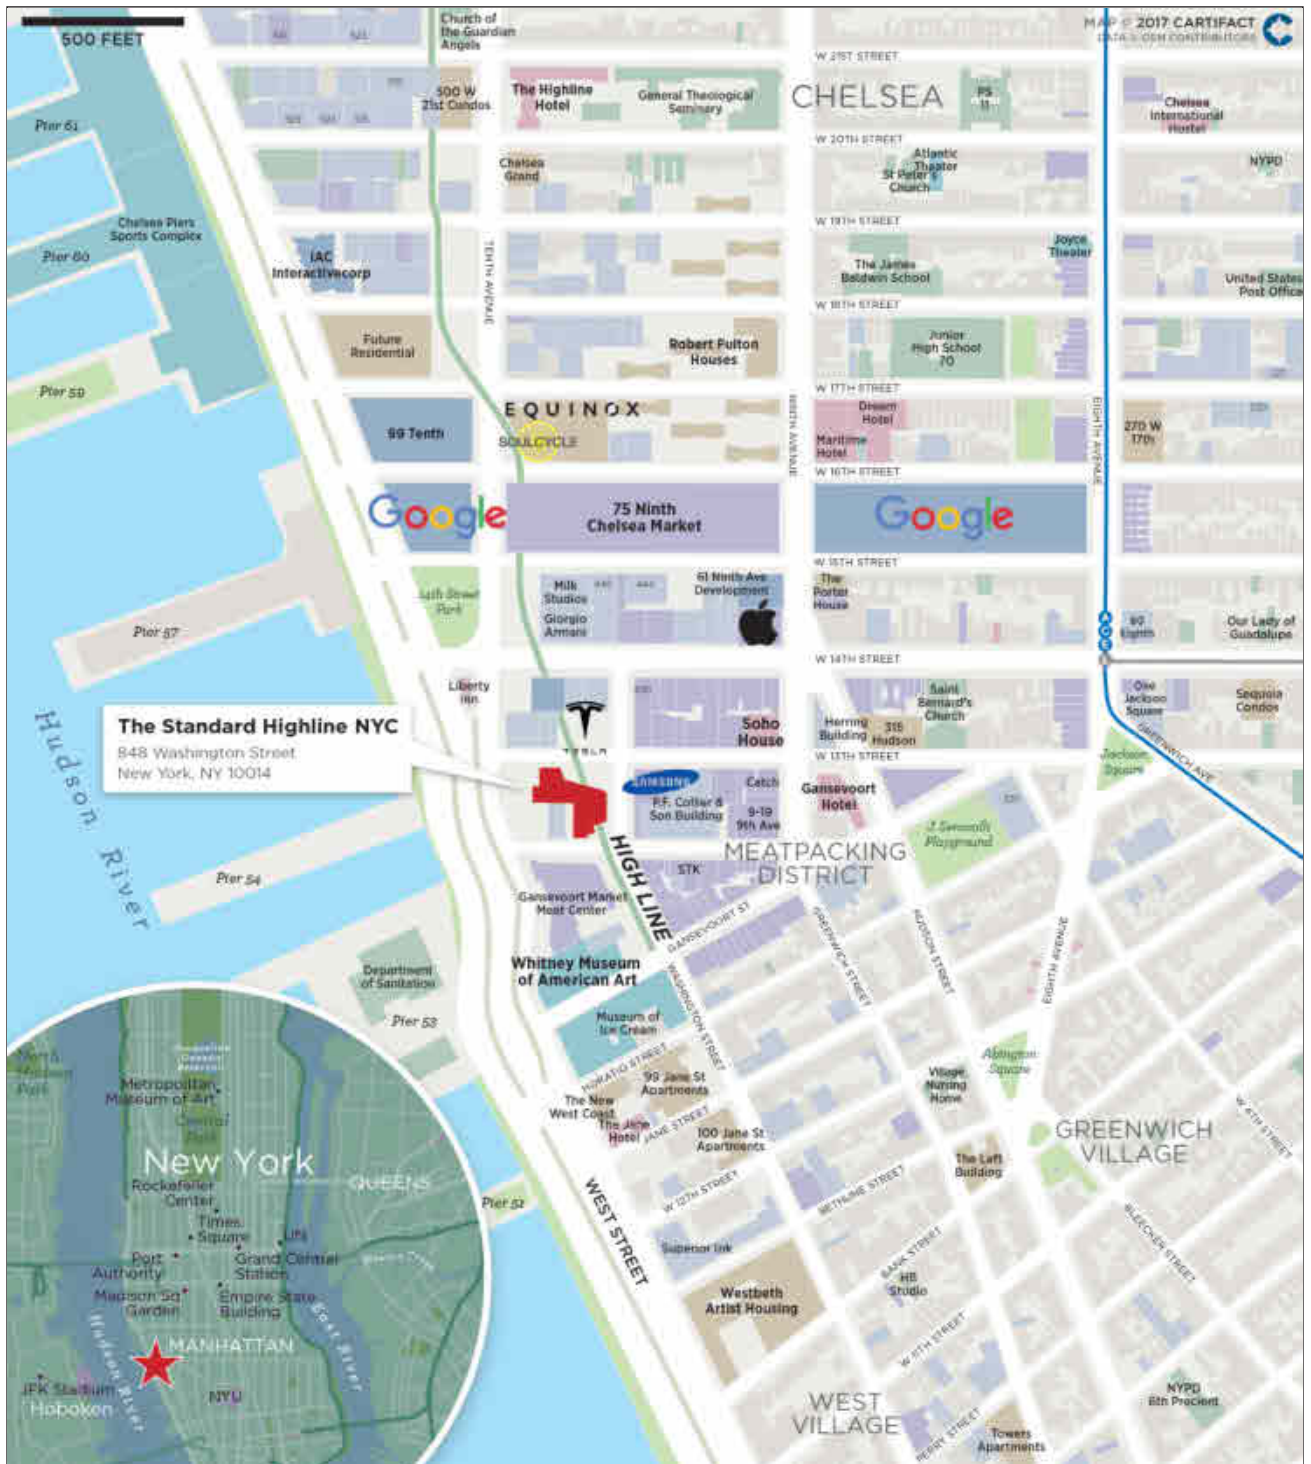 500 FEET
Church of
the Guardian
Angels
MAP © 2017 CARTIFACT
DATA © OSM CONTRIBUTORS
W 21ST STREET
500 W
21st Condos
The Highline
Hotel
General Theological
Seminary
CHELSEA
PS
11
Chelsea
International
Hostel
Pier 61
W 20TH STREET
Chelsea
Grand
Atlantic
Theater
St Peter's
Church
NYPD
Chelsea Piers
Sports Complex
W 19TH STREET
Pier 60
IAC
Interactivecorp
TENTH AVENUE
The James
Baldwin School
Joyce
Theater
United States
Post Office
W 18TH STREET
Future
Residential
Robert Fulton
Houses
Junior
High School
70
Pier 59
W 17TH STREET
99 Tenth
EQUINOX
SOULCYCLE
NINTH AVENUE
Dream
Hotel
Maritime
Hotel
EIGHTH AVENUE
270 W
17th
W 16TH STREET
Google
75 Ninth
Chelsea Market
Google
W 15TH STREET
14th Street
Park
Milk
Studios
Giorgio
Armani
61 Ninth Ave
Development
The
Porter
House
A
C
E
80
Eighth
Our Lady of
Guadalupe
Pier 57
W 14TH STREET
Liberty
Inn
TESLA
Soho
House
Herring
Building
315
Hudson
Saint
Bernard's
Church
One
Jackson
Square
Sequoia
Condos
GREENWICH AVE
Jackson
Square
W 13TH STREET
The Standard Highline NYC
848 Washington Street
New York, NY 10014
Hudson River
SAMSUNG
P.F. Collier &
Son Building
Catch
9-19
9th Ave
Gansevoort
Hotel
J. Seravalli
Playground
MEATPACKING
DISTRICT
HIGH LINE
STK
Pier 54
Gansevoort Market
Meat Center
GANSEVOORT ST
GREENWICH STREET
HUDSON STREET
EIGHTH AVENUE
Whitney Museum
of American Art
Department
of Sanitation
WASHINGTON STREET
Pier 53
Museum of
Ice Cream
HORATIO STREET
Abingdon
Square
99 Jane St
Apartments
Village
Nursing
Home
The New
West Coast
The Jane
Hotel
JANE STREET
100 Jane St
Apartments
W 4TH STREET
GREENWICH
VILLAGE
The Left
Building
Pier 51
W 12TH STREET
BETHUNE STREET
BLEECKER STREET
WEST STREET
Superior Ink
BANK STREET
HB
Studio
Westbeth
Artist Housing
W 11TH STREET
WEST
VILLAGE
NYPD
6th Precinct
PERRY STREET
Towers
Apartments
North
Hudson
Park
Jacqueline
Onassis
Reservoir
Metropolitan
Museum of Art
Central
Park
New York
Rockefeller
Center
QUEENS
Times
Square
UN
Port
Authority
Grand Central
Station
Madison Sq
Garden
Empire State
Building
Hudson River
East River
MANHATTAN
JFK Stadium
Hoboken
NYU